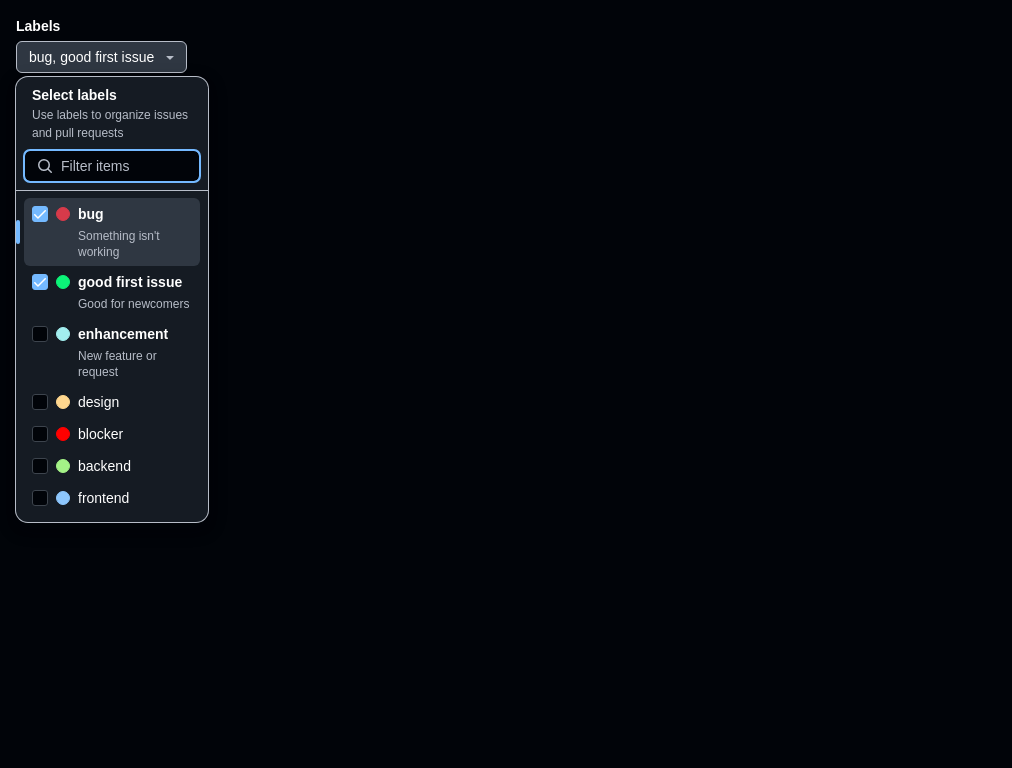 Labels
bug, good first issue
Select labels
Use labels to organize issues
and pull requests
Filter items
bug
Something isn't
working
good first issue
Good for newcomers
enhancement
New feature or
request
design
blocker
backend
frontend